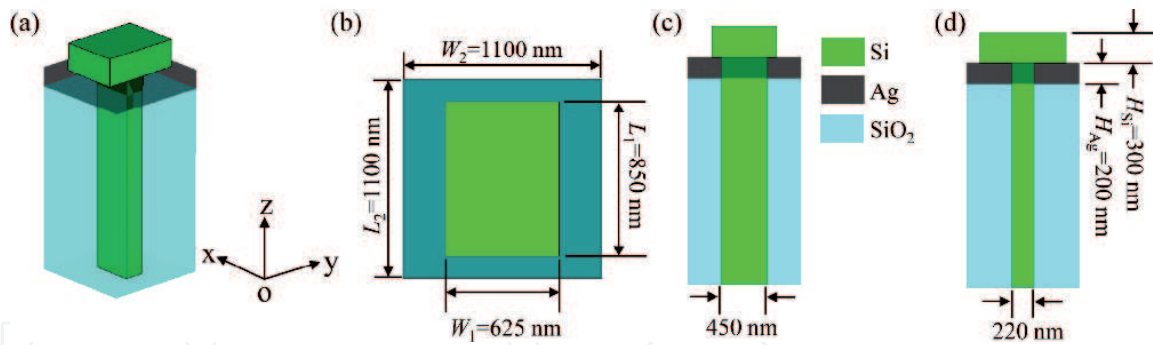 (a)
z
x
y
o
(b)
W2=1100 nm
L2=1100 nm
L1=850 nm
W1=625 nm
(c)
450 nm
Si
Ag
SiO2
(d)
HSi=300 nm
HAg=200 nm
220 nm